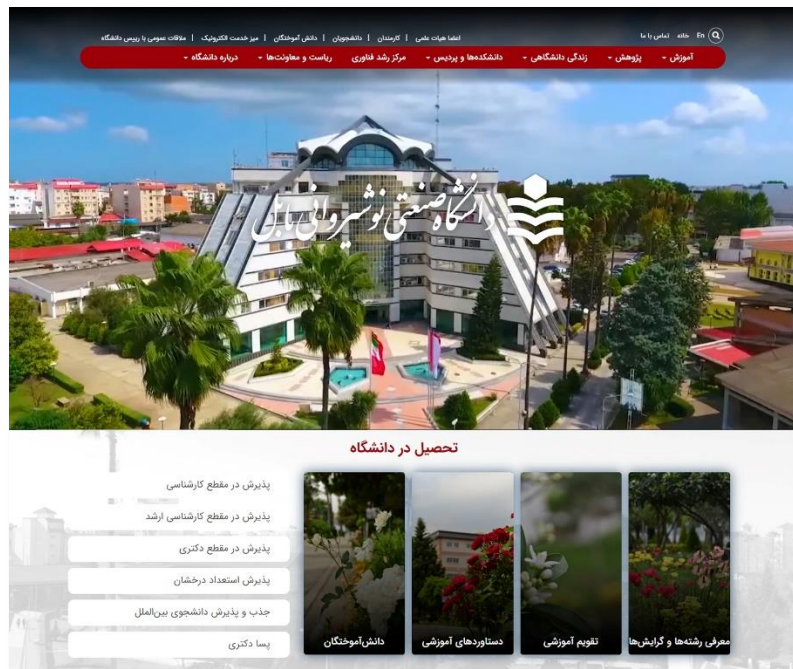 En خانه تماس با ما
اعضا هیات علمی | کارمندان | دانشجویان | دانش آموختگان | میز خدمت الکترونیک | ملاقات عمومی با رییس دانشگاه
آموزش پژوهش زندگی دانشگاهی دانشکده‌ها و پردیس مرکز رشد فناوری ریاست و معاونت‌ها درباره دانشگاه
دانشگاه صنعتی نوشیروانی بابل
تحصیل در دانشگاه
معرفی رشته‌ها و گرایش‌ها
تقویم آموزشی
دستاوردهای آموزشی
دانش‌آموختگان
پذیرش در مقطع کارشناسی
پذیرش در مقطع کارشناسی ارشد
پذیرش در مقطع دکتری
پذیرش استعداد درخشان
جذب و پذیرش دانشجوی بین‌الملل
پسا دکتری